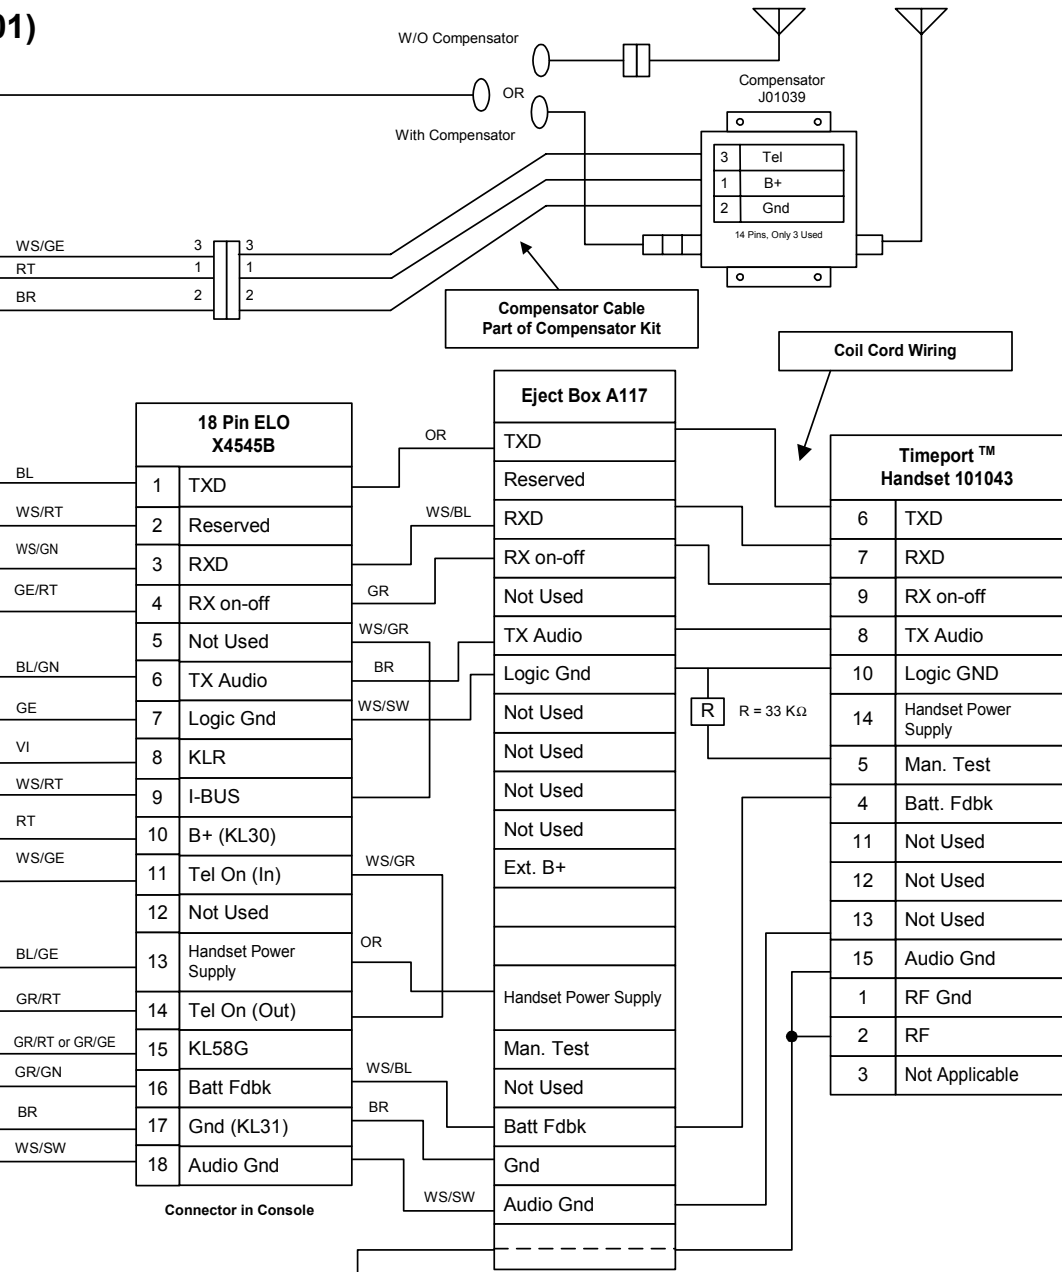 01)
W/O Compensator
OR
With Compensator
Compensator
J01039
3 Tel
1 B+
2 Gnd
14 Pins, Only 3 Used
WS/GE 3 3
RT 1 1
BR 2 2
Compensator Cable
Part of Compensator Kit
Coil Cord Wiring
18 Pin ELO
X4545B
BL 1 TXD OR
WS/RT 2 Reserved
WS/GN 3 RXD WS/BL
GE/RT 4 RX on-off GR
5 Not Used WS/GR
BL/GN 6 TX Audio BR
GE 7 Logic Gnd WS/SW
VI 8 KLR
WS/RT 9 I-BUS
RT 10 B+ (KL30)
WS/GE 11 Tel On (In) WS/GR
12 Not Used
BL/GE 13 Handset Power
Supply OR
GR/RT 14 Tel On (Out)
GR/RT or GR/GE 15 KL58G
GR/GN 16 Batt Fdbk WS/BL
BR 17 Gnd (KL31) BR
WS/SW 18 Audio Gnd WS/SW
Connector in Console
Eject Box A117
TXD
Reserved
RXD
RX on-off
Not Used
TX Audio
Logic Gnd
Not Used
Not Used
Not Used
Not Used
Ext. B+
Handset Power Supply
Man. Test
Not Used
Batt Fdbk
Gnd
Audio Gnd
R R = 33 KΩ
Timeport TM
Handset 101043
6 TXD
7 RXD
9 RX on-off
8 TX Audio
10 Logic GND
14 Handset Power
Supply
5 Man. Test
4 Batt. Fdbk
11 Not Used
12 Not Used
13 Not Used
15 Audio Gnd
1 RF Gnd
2 RF
3 Not Applicable